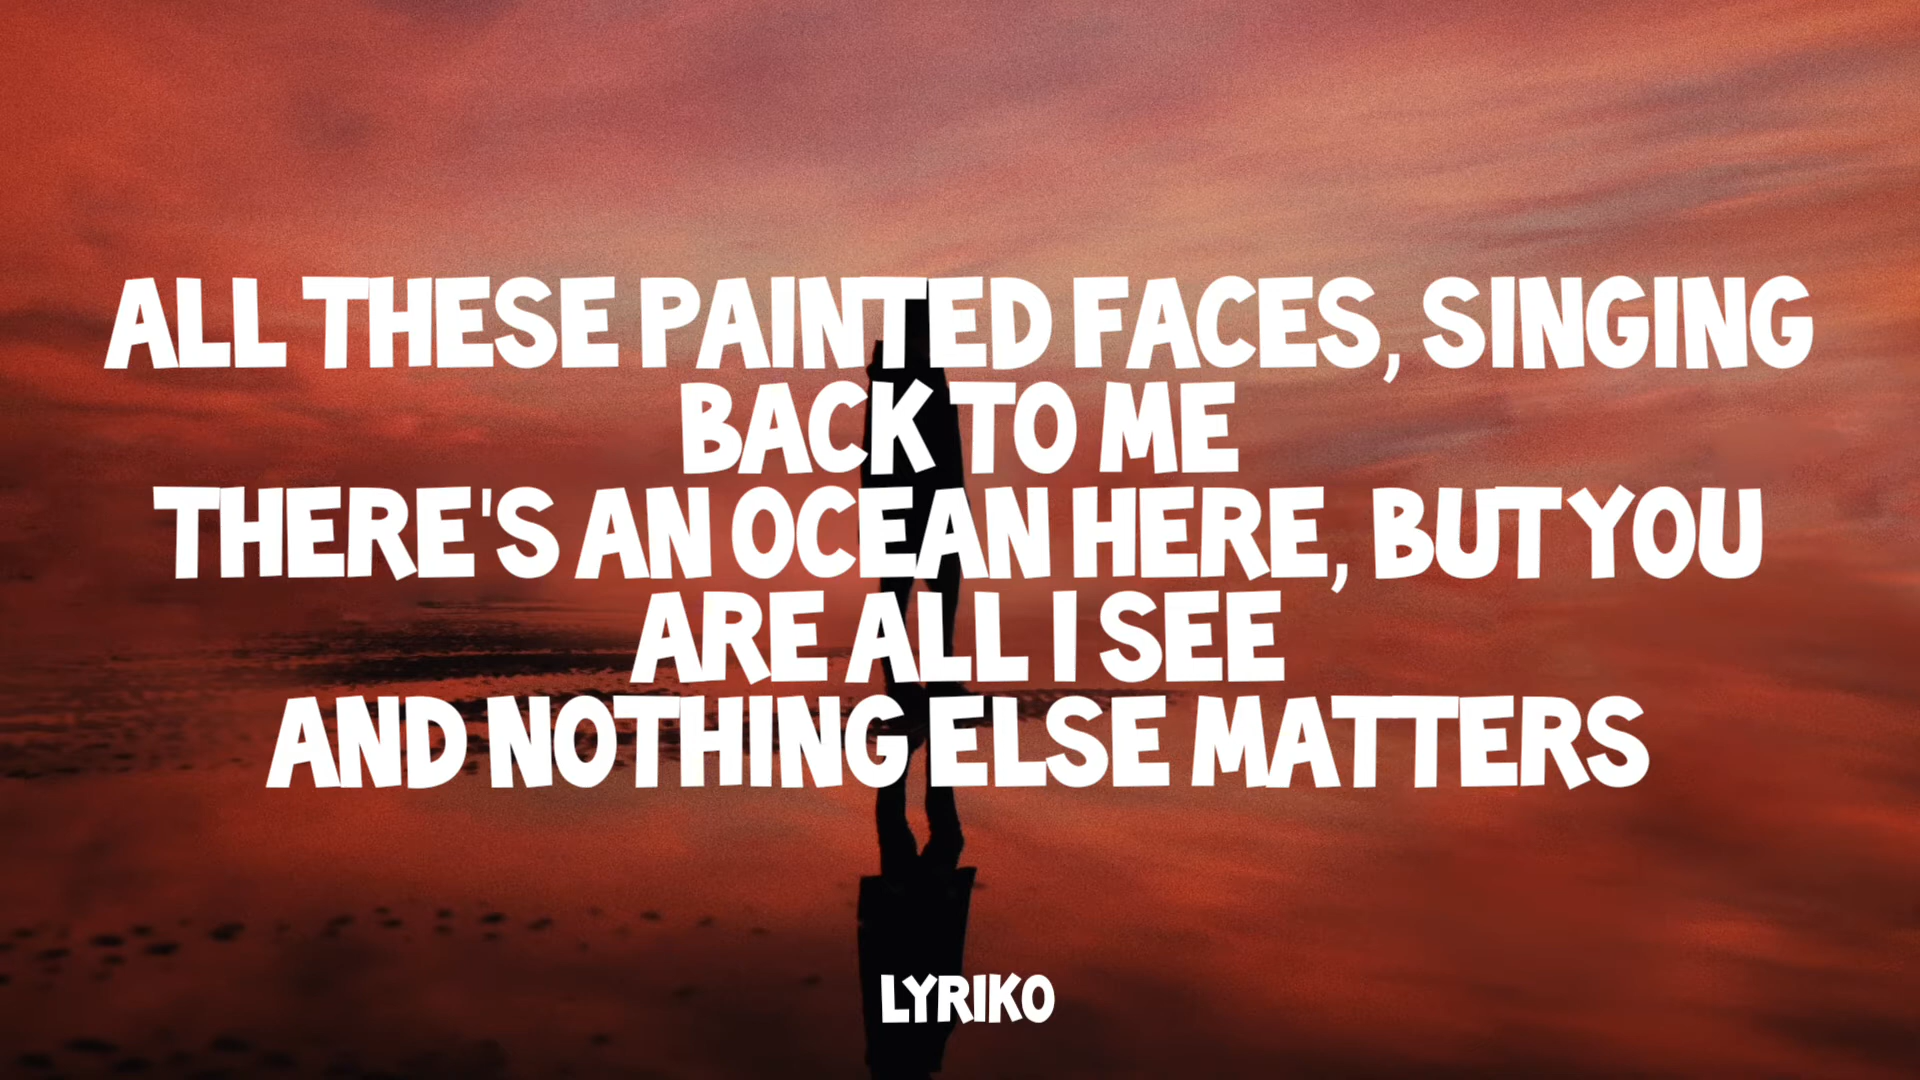 ALL THESE PAINTED FACES, SINGING
BACK TO ME
THERE'S AN OCEAN HERE, BUT YOU
ARE ALL I SEE
AND NOTHING ELSE MATTERS
LYRIKO